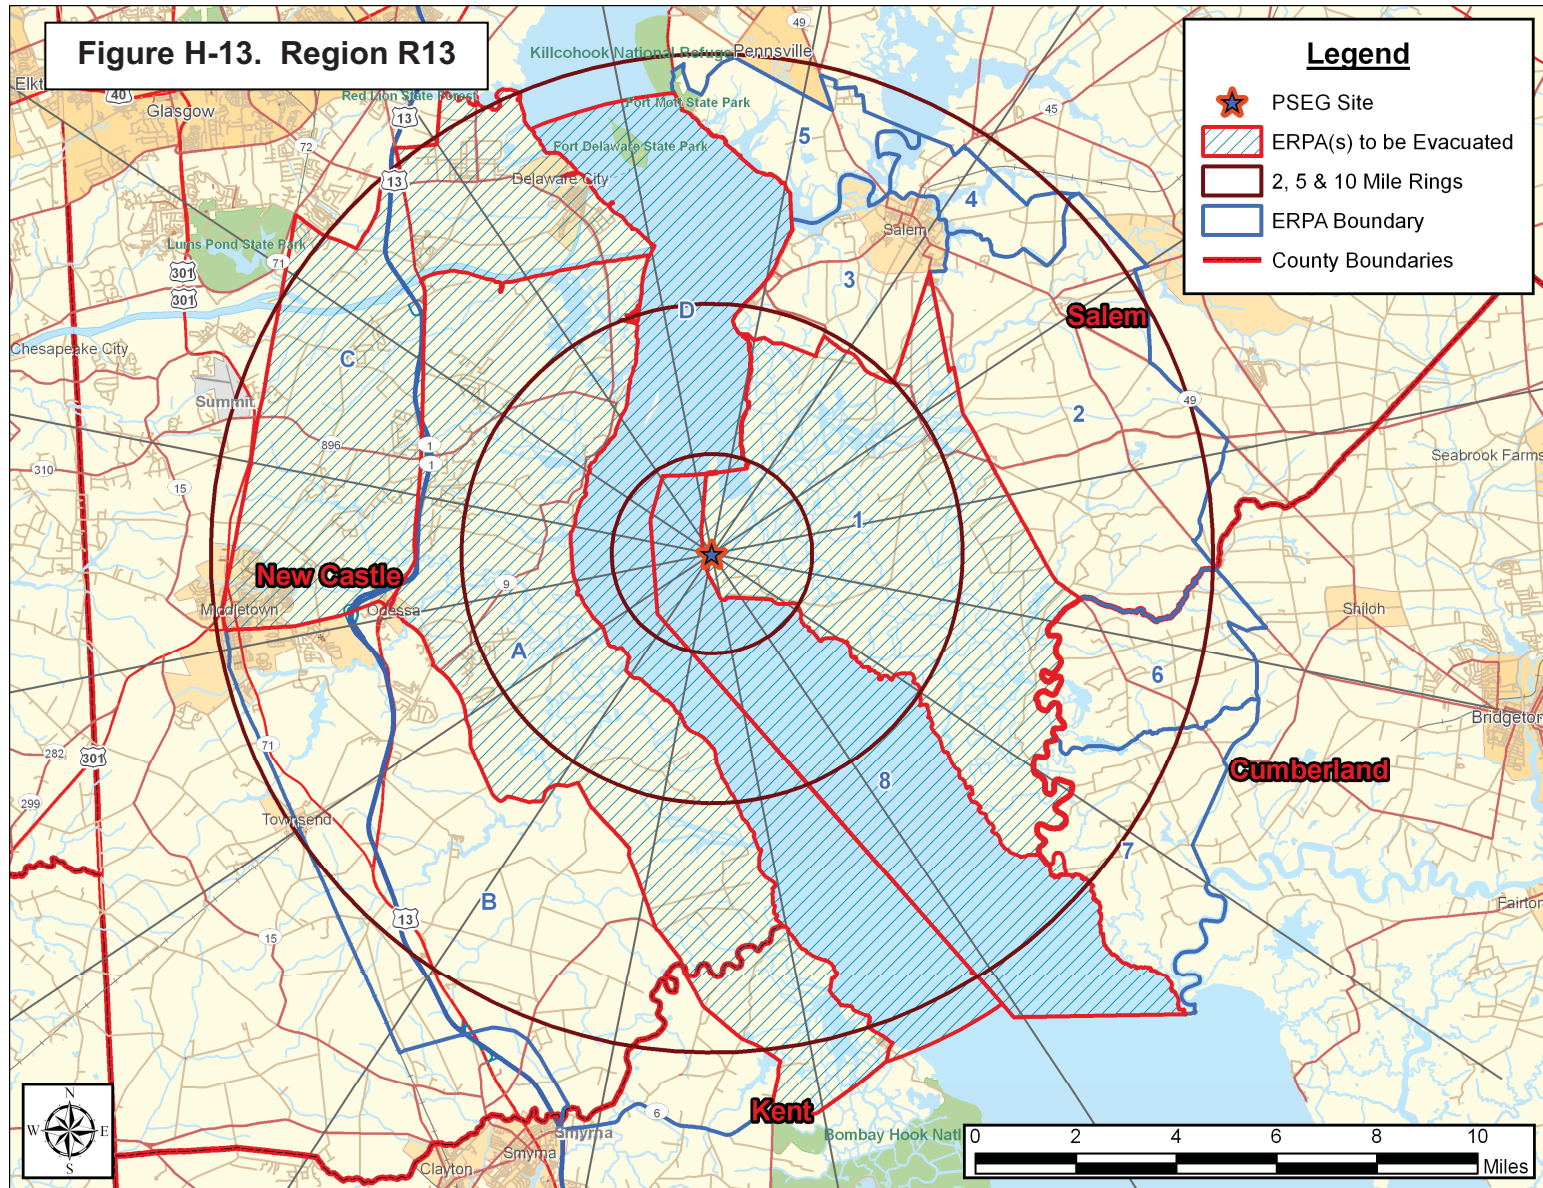 Figure H-13. Region R13
Legend
PSEG Site
ERPA(s) to be Evacuated
2, 5 & 10 Mile Rings
ERPA Boundary
County Boundaries
Killcohook National Refuge
Pennsville
49
Elkt
40
Glasgow
Red Lion State Forest
Fort Mott State Park
13
45
5
72
Fort Delaware State Park
13
Delaware City
4
Salem
Lums Pond State Park
71
301
301
3
D
Salem
Chesapeake City
C
Summit
49
2
896
1
1
310
15
Seabrook Farms
1
New Castle
9
Middletown
Odessa
Shiloh
A
6
Bridgeton
71
282
301
Cumberland
8
299
Townsend
7
B
13
15
Fairton
N
W
E
S
Kent
6
Smyrna
Smyrna
Clayton
Bombay Hook Natl
0
2
4
6
8
10
Miles